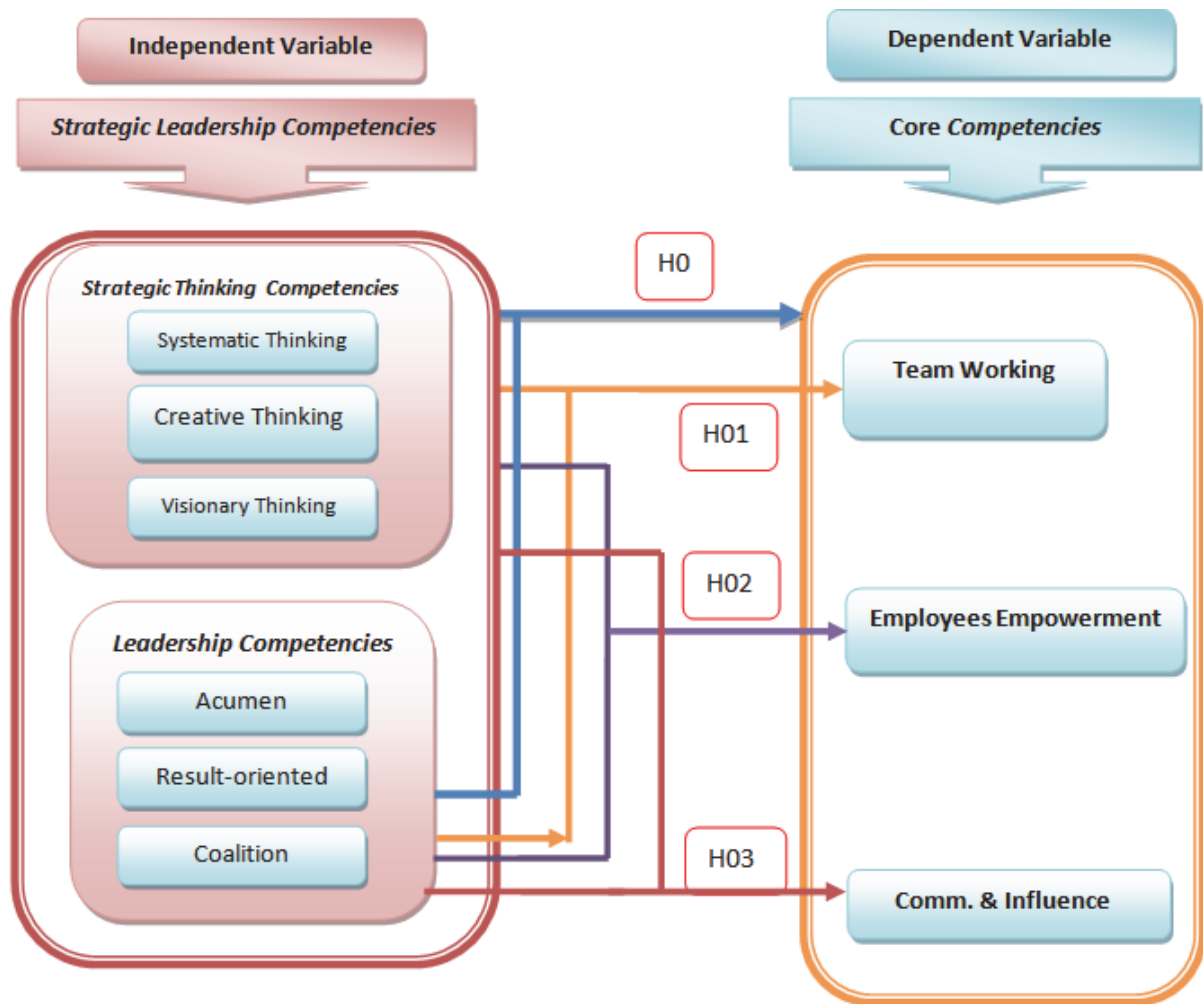 Independent Variable
Strategic Leadership Competencies
Dependent Variable
Core Competencies
Strategic Thinking Competencies
Systematic Thinking
Creative Thinking
Visionary Thinking
Leadership Competencies
Acumen
Result-oriented
Coalition
H0
H01
H02
H03
Team Working
Employees Empowerment
Comm. & Influence